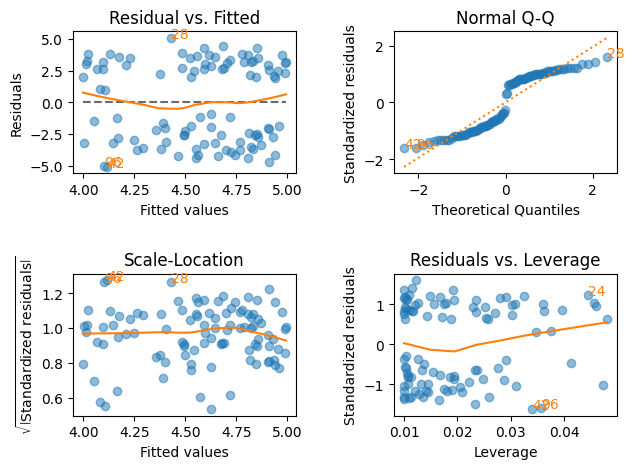 Residual vs. Fitted
Residuals
5.0
2.5
0.0
−2.5
−5.0
28
42
4.00 4.25 4.50 4.75 5.00
Fitted values
Normal Q-Q
Standardized residuals
2
0
−2
28
−2 0 2
Theoretical Quantiles
Scale-Location
√|Standardized residuals|
1.2
1.0
0.8
0.6
42
28
4.00 4.25 4.50 4.75 5.00
Fitted values
Residuals vs. Leverage
Standardized residuals
1
0
−1
24
0.01 0.02 0.03 0.04
Leverage